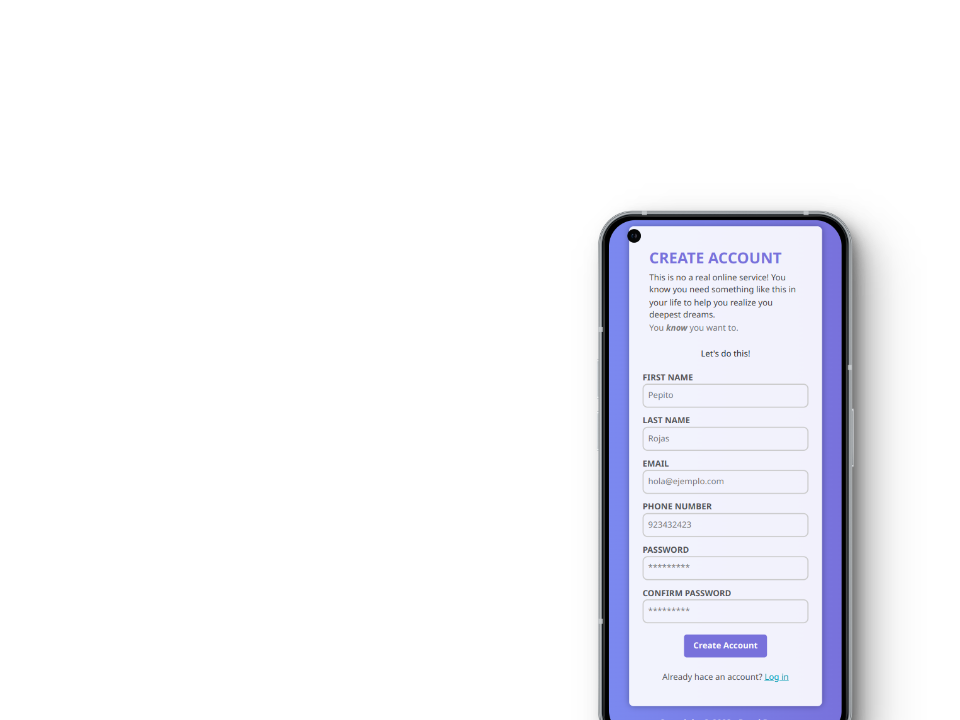 CREATE ACCOUNT
This is no a real online service! You
know you need something like this in
your life to help you realize you
deepest dreams.
You know you want to.
Let's do this!
FIRST NAME
Pepito
LAST NAME
Rojas
EMAIL
hola@ejemplo.com
PHONE NUMBER
923432423
PASSWORD
*********
CONFIRM PASSWORD
*********
Create Account
Already hace an account? Log in